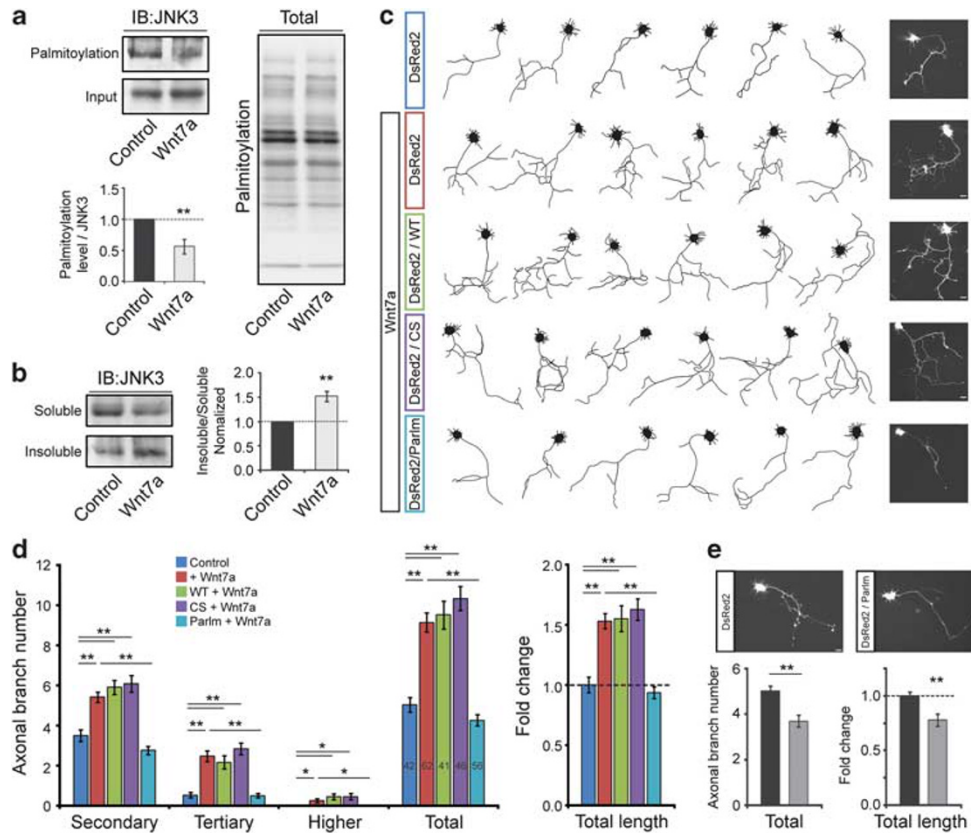 a
IB:JNK3
Total
Palmitoylation
Input
Control
Wnt7a
Palmitoylation
level / JNK3
1.5
1.0
0.5
0.0
**
Control
Wnt7a
Palmitoylation
Control
Wnt7a
b
IB:JNK3
Soluble
Insoluble
Control
Wnt7a
Insoluble/Soluble
Normalized
2.0
1.5
1.0
0.5
0.0
**
Control
Wnt7a
c
DsRed2
Wnt7a
DsRed2
DsRed2 / WT
DsRed2 / CS
DsRed2/Parlm
d
Axonal branch number
12
10
8
6
4
2
0
Control
+ Wnt7a
WT + Wnt7a
CS + Wnt7a
Parlm + Wnt7a
**
** **
**
** **
*
* *
**
** **
42 62 41 46 56
Secondary Tertiary Higher Total
Fold change
2.0
1.5
1.0
1.0
0.0
**
** **
Total length
e
DsRed2
DsRed2 / Parlm
Axonal branch number
6
4
2
0
**
Total
Fold change
1.0
0.75
0.5
0.25
0
**
Total Length